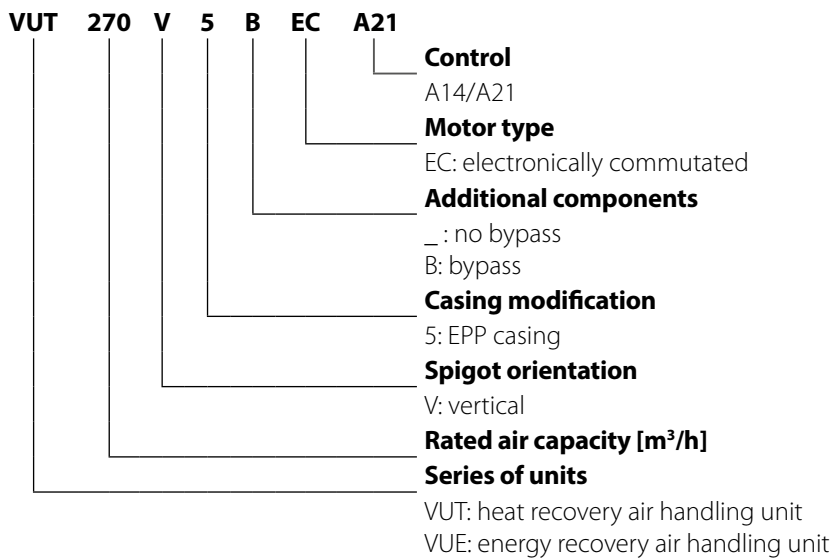 VUT 270 V 5 B EC A21
Control
A14/A21
Motor type
EC: electronically commutated
Additional components
_ : no bypass
B: bypass
Casing modification
5: EPP casing
Spigot orientation
V: vertical
Rated air capacity [m³/h]
Series of units
VUT: heat recovery air handling unit
VUE: energy recovery air handling unit